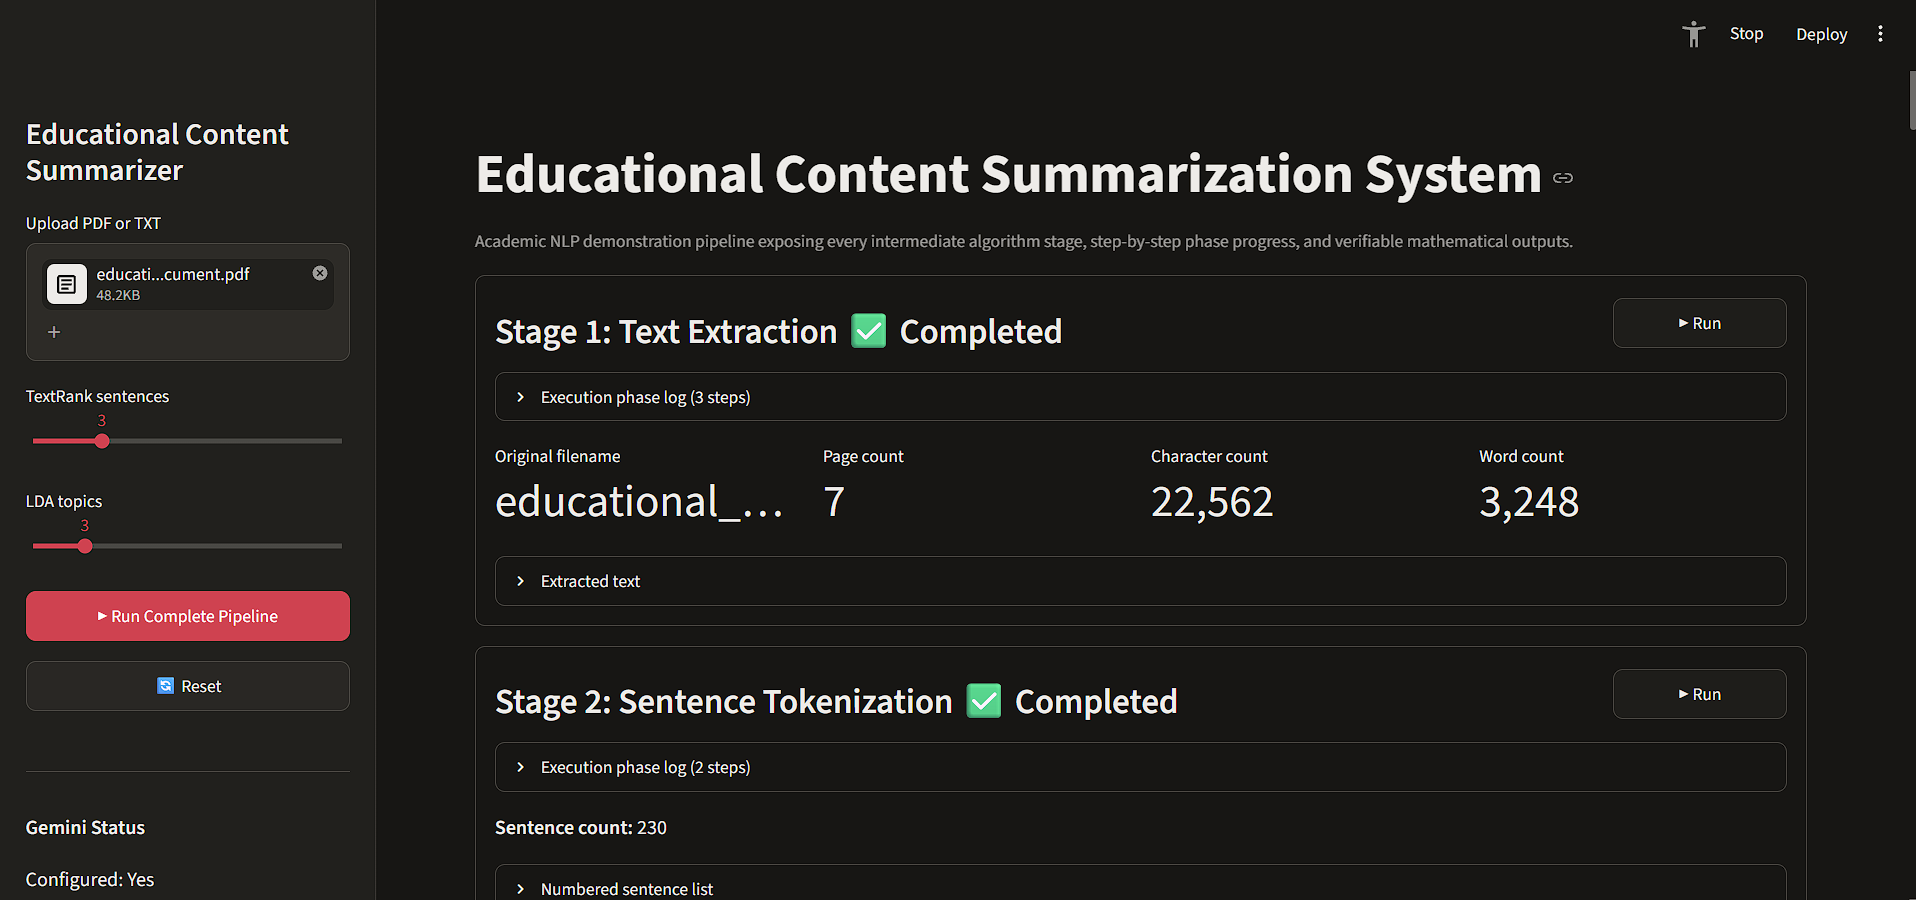 Stop
Deploy
Educational Content
Summarizer
Upload PDF or TXT
educati...cument.pdf
48.2KB
+
TextRank sentences
3
LDA topics
3
Run Complete Pipeline
Reset
Gemini Status
Configured: Yes
Educational Content Summarization System
Academic NLP demonstration pipeline exposing every intermediate algorithm stage, step-by-step phase progress, and verifiable mathematical outputs.
Stage 1: Text Extraction ✅ Completed
Run
Execution phase log (3 steps)
Original filename
educational_...
Page count
7
Character count
22,562
Word count
3,248
Extracted text
Stage 2: Sentence Tokenization ✅ Completed
Run
Execution phase log (2 steps)
Sentence count: 230
Numbered sentence list